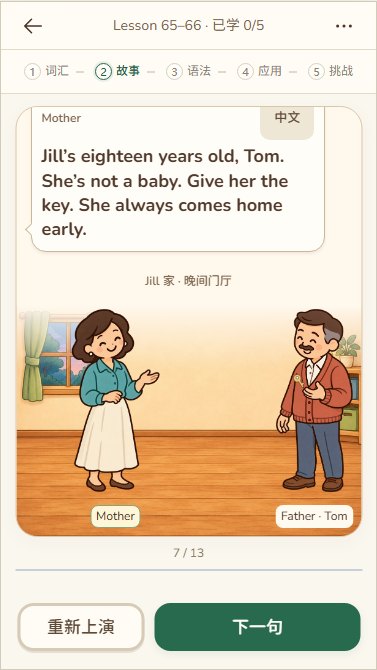 Lesson 65–66 · 已学 0/5
1 词汇 — 2 故事 — 3 语法 — 4 应用 — 5 挑战
Mother
中文
Jill’s eighteen years old, Tom.
She’s not a baby. Give her the
key. She always comes home
early.
Jill 家 · 晚间门厅
Mother
Father · Tom
7 / 13
重新上演
下一句